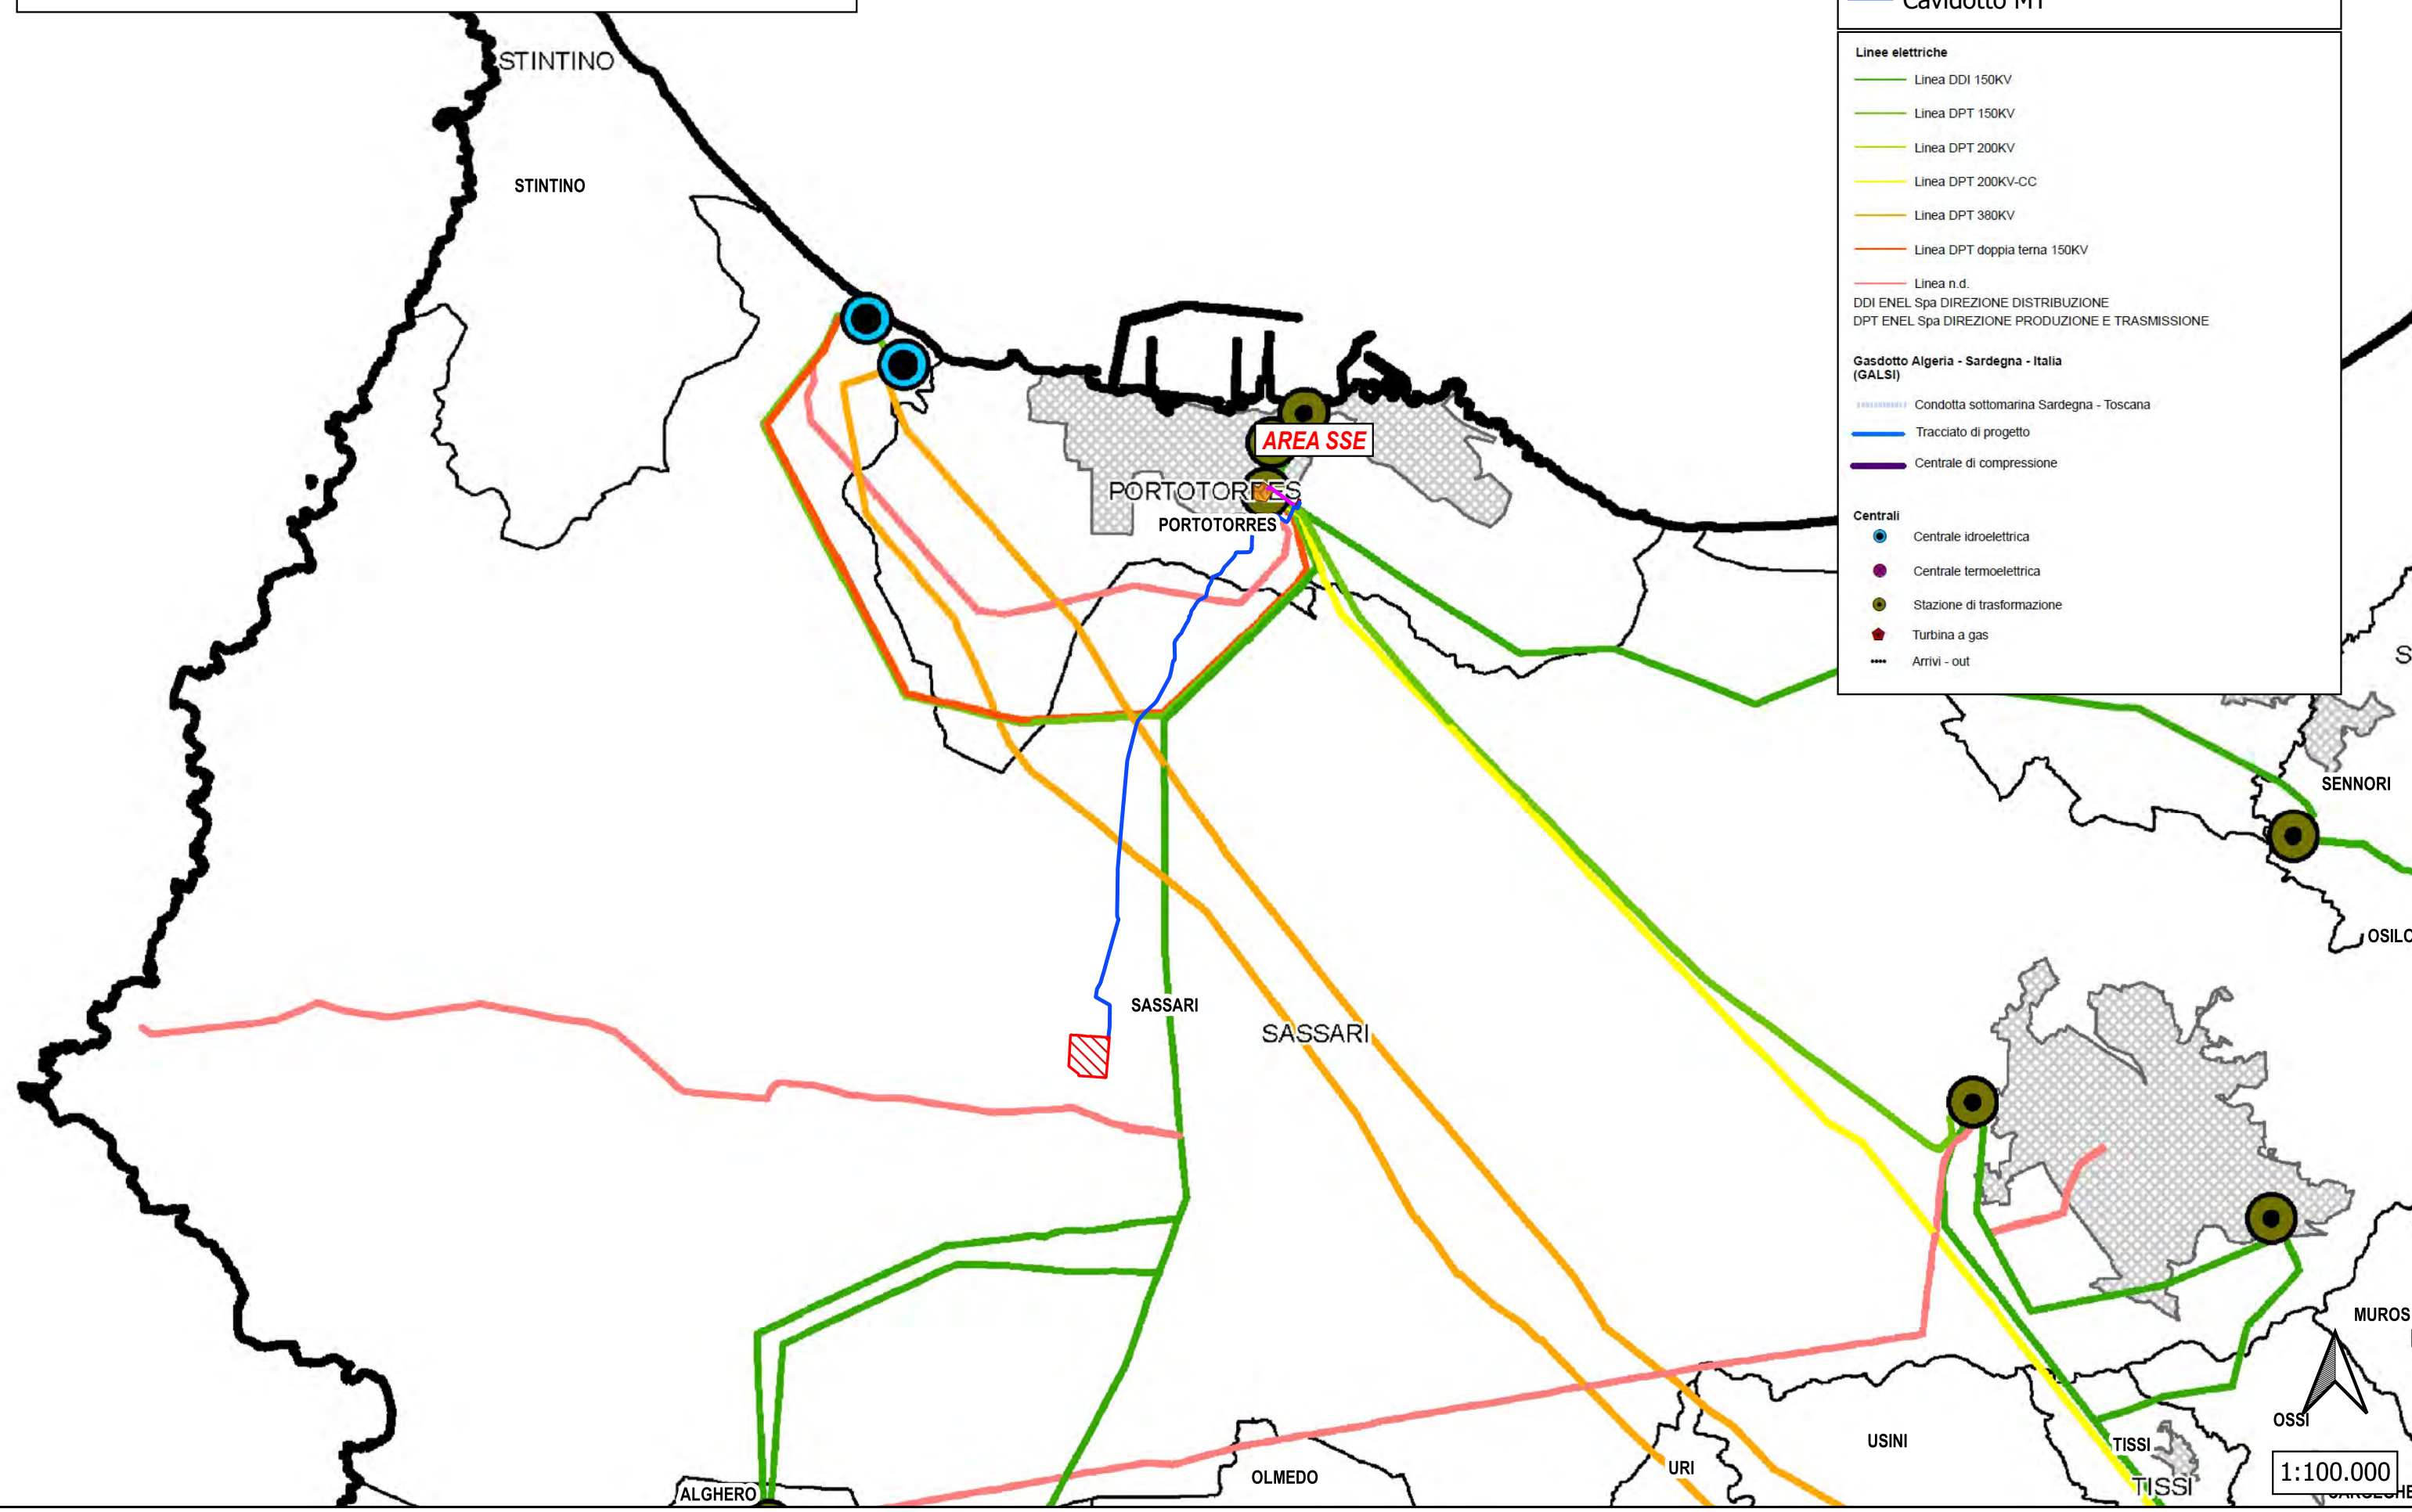 Cavidotto MT
STINTINO
STINTINO
Linee elettriche
Linea DDI 150KV
Linea DPT 150KV
Linea DPT 200KV
Linea DPT 200KV-CC
Linea DPT 380KV
Linea DPT doppia terna 150KV
Linea n.d.
DDI ENEL Spa DIREZIONE DISTRIBUZIONE
DPT ENEL Spa DIREZIONE PRODUZIONE E TRASMISSIONE
Gasdotto Algeria - Sardegna - Italia
(GALSI)
Condotta sottomarina Sardegna - Toscana
Tracciato di progetto
Centrale di compressione
Centrali
Centrale idroelettrica
Centrale termoelettrica
Stazione di trasformazione
Turbina a gas
Arrivi - out
AREA SSE
PORTOTORRES
PORTOTORRES
S
SENNORI
OSILO
SASSARI
SASSARI
MUROS
OSSI
USINI
TISSI
URI
OLMEDO
ALGHERO
TISSI
1:100.000